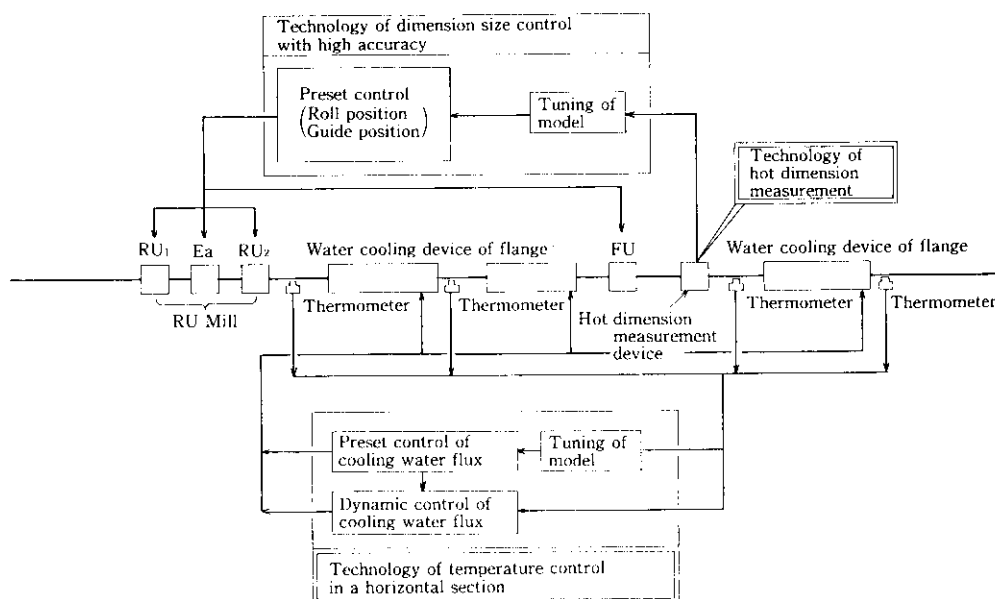 Technology of dimension size control
with high accuracy
Preset control
(Roll position
Guide position)
Tuning of
model
Technology of
hot dimension
measurement
RU1
Ea
RU2
Water cooling device of flange
FU
Water cooling device of flange
Thermometer
Thermometer
Thermometer
Thermometer
RU Mill
Hot dimension
measurement
device
Preset control of
cooling water flux
Tuning of
model
Dynamic control of
cooling water flux
Technology of temperature control
in a horizontal section